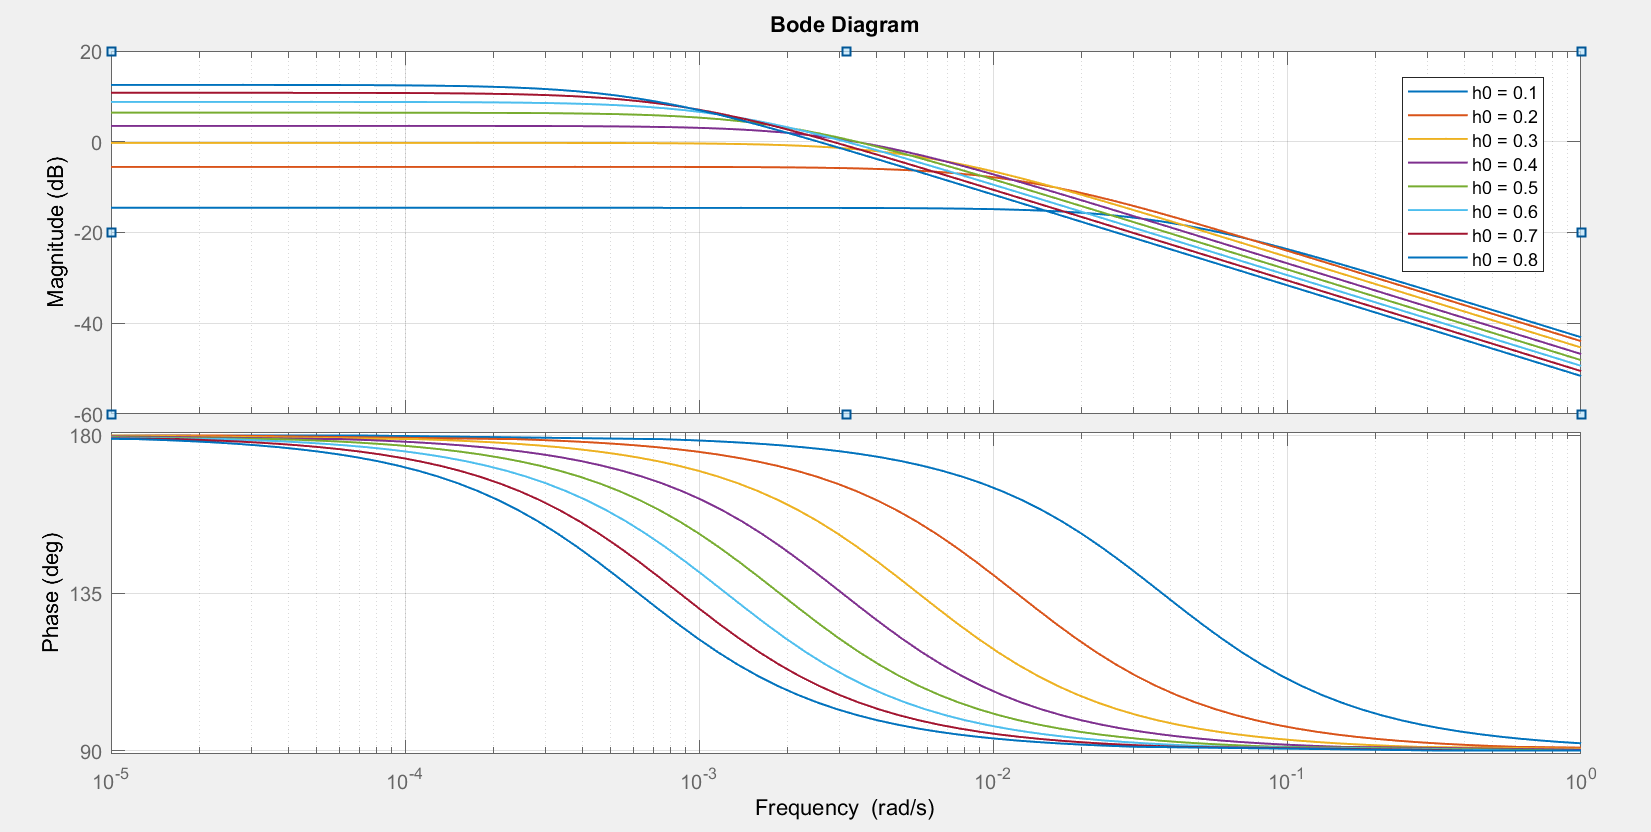 Bode Diagram
Magnitude (dB)
20
0
-20
-40
-60
h0 = 0.1
h0 = 0.2
h0 = 0.3
h0 = 0.4
h0 = 0.5
h0 = 0.6
h0 = 0.7
h0 = 0.8
Phase (deg)
180
135
90
10^-5 10^-4 10^-3 10^-2 10^-1 10^0
Frequency (rad/s)